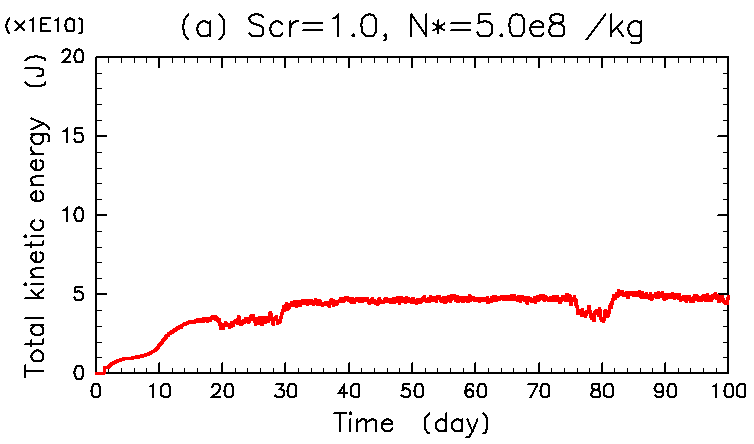 (×1E10)
(a) Scr=1.0, N*=5.0e8 /kg
Total kinetic energy (J)
20
15
10
5
0
0 10 20 30 40 50 60 70 80 90 100
Time (day)